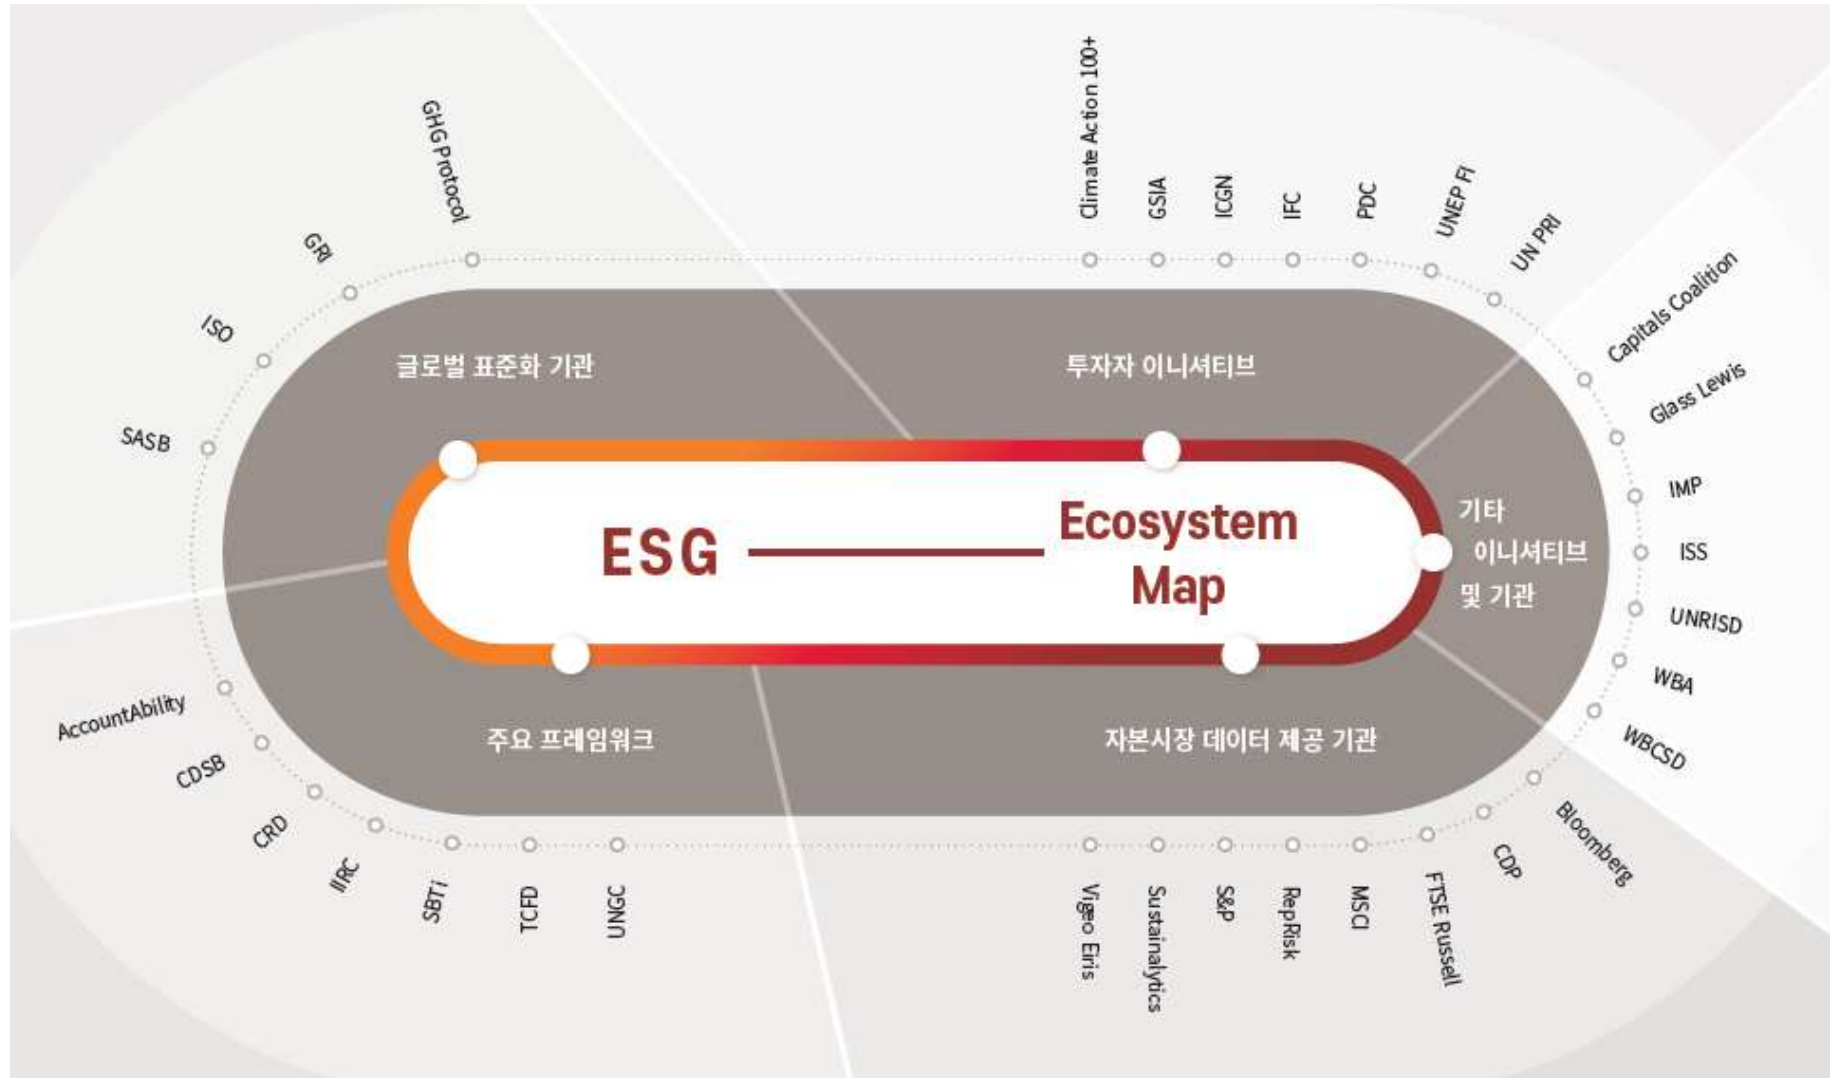 GHG Protocol
GRI
ISO
SASB
글로벌 표준화 기관
Climate Action 100+
GSIA
ICGN
IFC
PDC
UNEP FI
UN PRI
투자자 이니셔티브
Capitals Coalition
Glass Lewis
IMP
ISS
UNRISD
WBA
WBCSD
기타
이니셔티브
및 기관
ESG
Ecosystem
Map
AccountAbility
CDSB
CRD
IIRC
SBTi
TCFD
UNGC
주요 프레임워크
Vigeo Eiris
Sustainalytics
S&P
RepRisk
MSCI
FTSE Russell
CDP
Bloomberg
자본시장 데이터 제공 기관